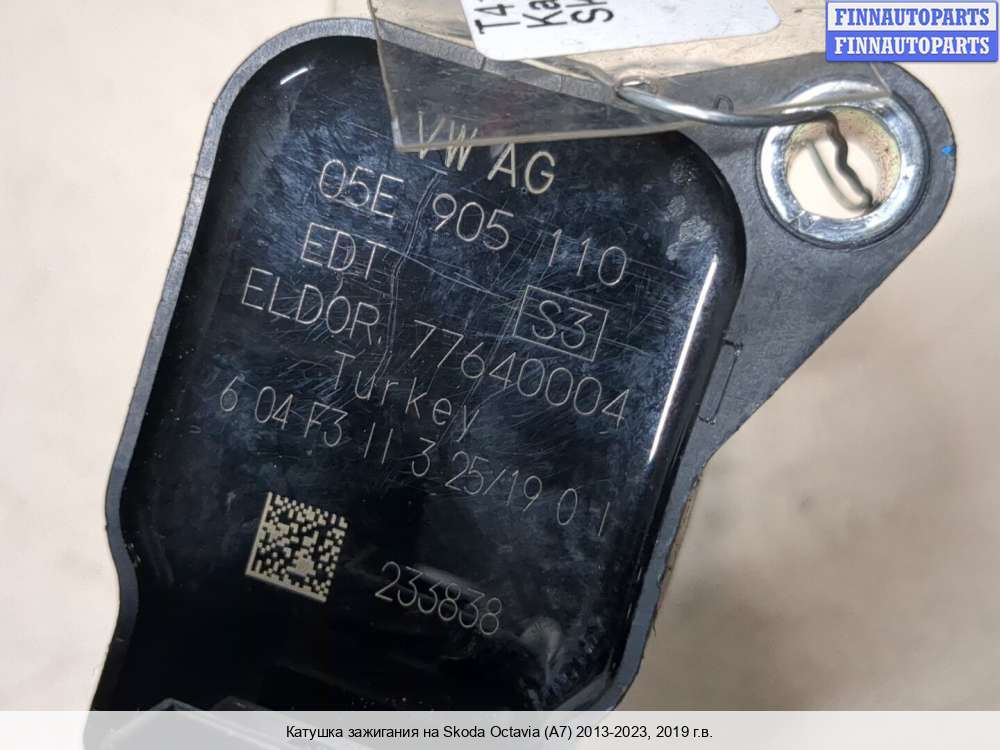 FINNAUTOPARTS
FINNAUTOPARTS
VW AG
05E 905 110
EDT S3
ELDOR. 77640004
Turkey
6 04 F3 11 3 25/19 0 1
233838
Катушка зажигания на Skoda Octavia (A7) 2013-2023, 2019 г.в.